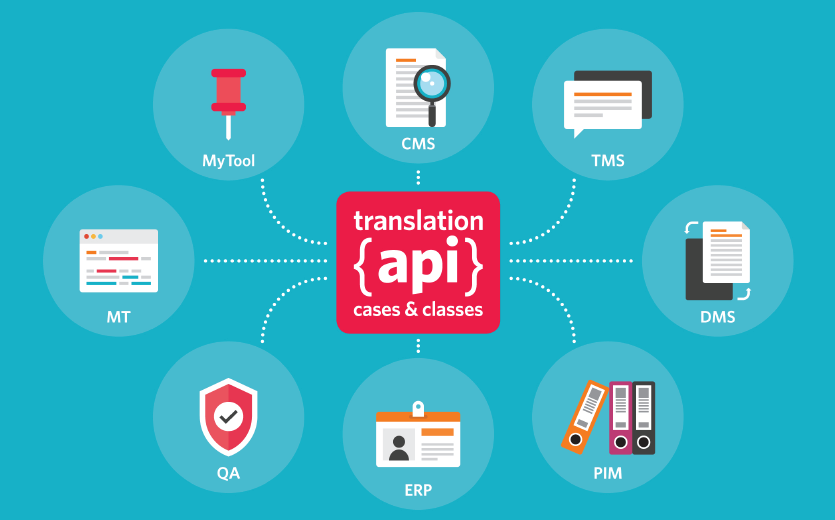 MyTool
CMS
TMS
translation
{api}
cases & classes
MT
DMS
QA
ERP
PIM